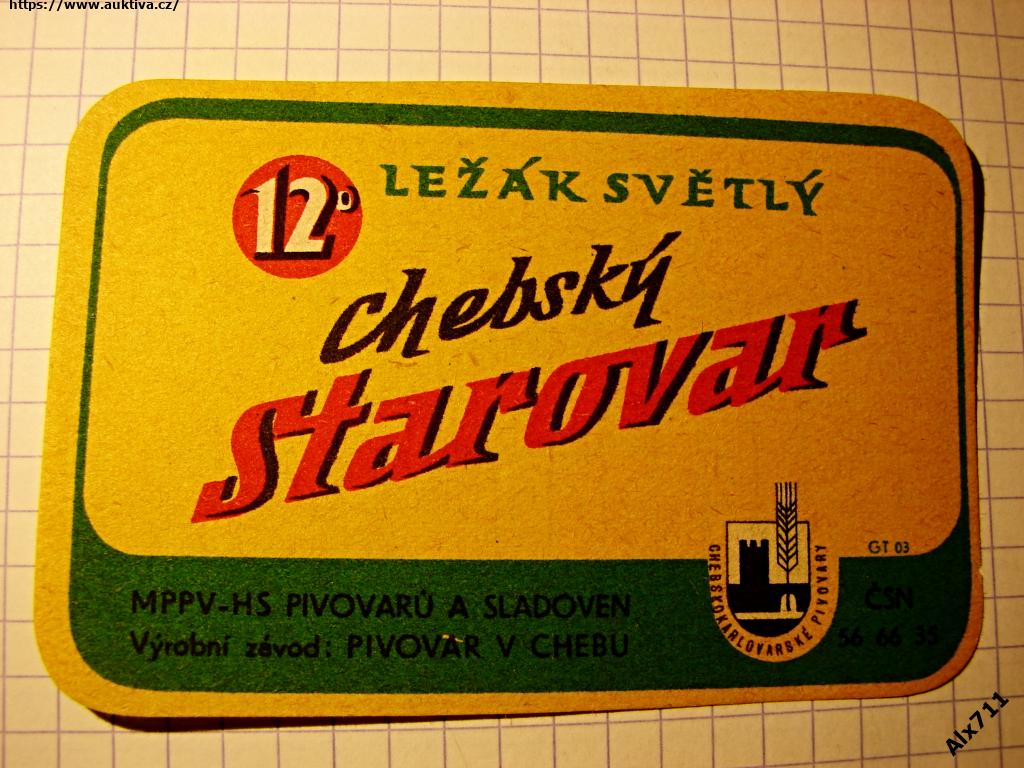 https://www.auktiva.cz/
12°
LEŽÁK SVĚTLÝ
Chebský
Starovar
GT 03
MPPV-HS PIVOVARŮ A SLADOVEN
Výrobní závod: PIVOVAR V CHEBU
CHEBSKOKARLOVARSKÉ PIVOVARY
ČSN
56 66 35
Alx711